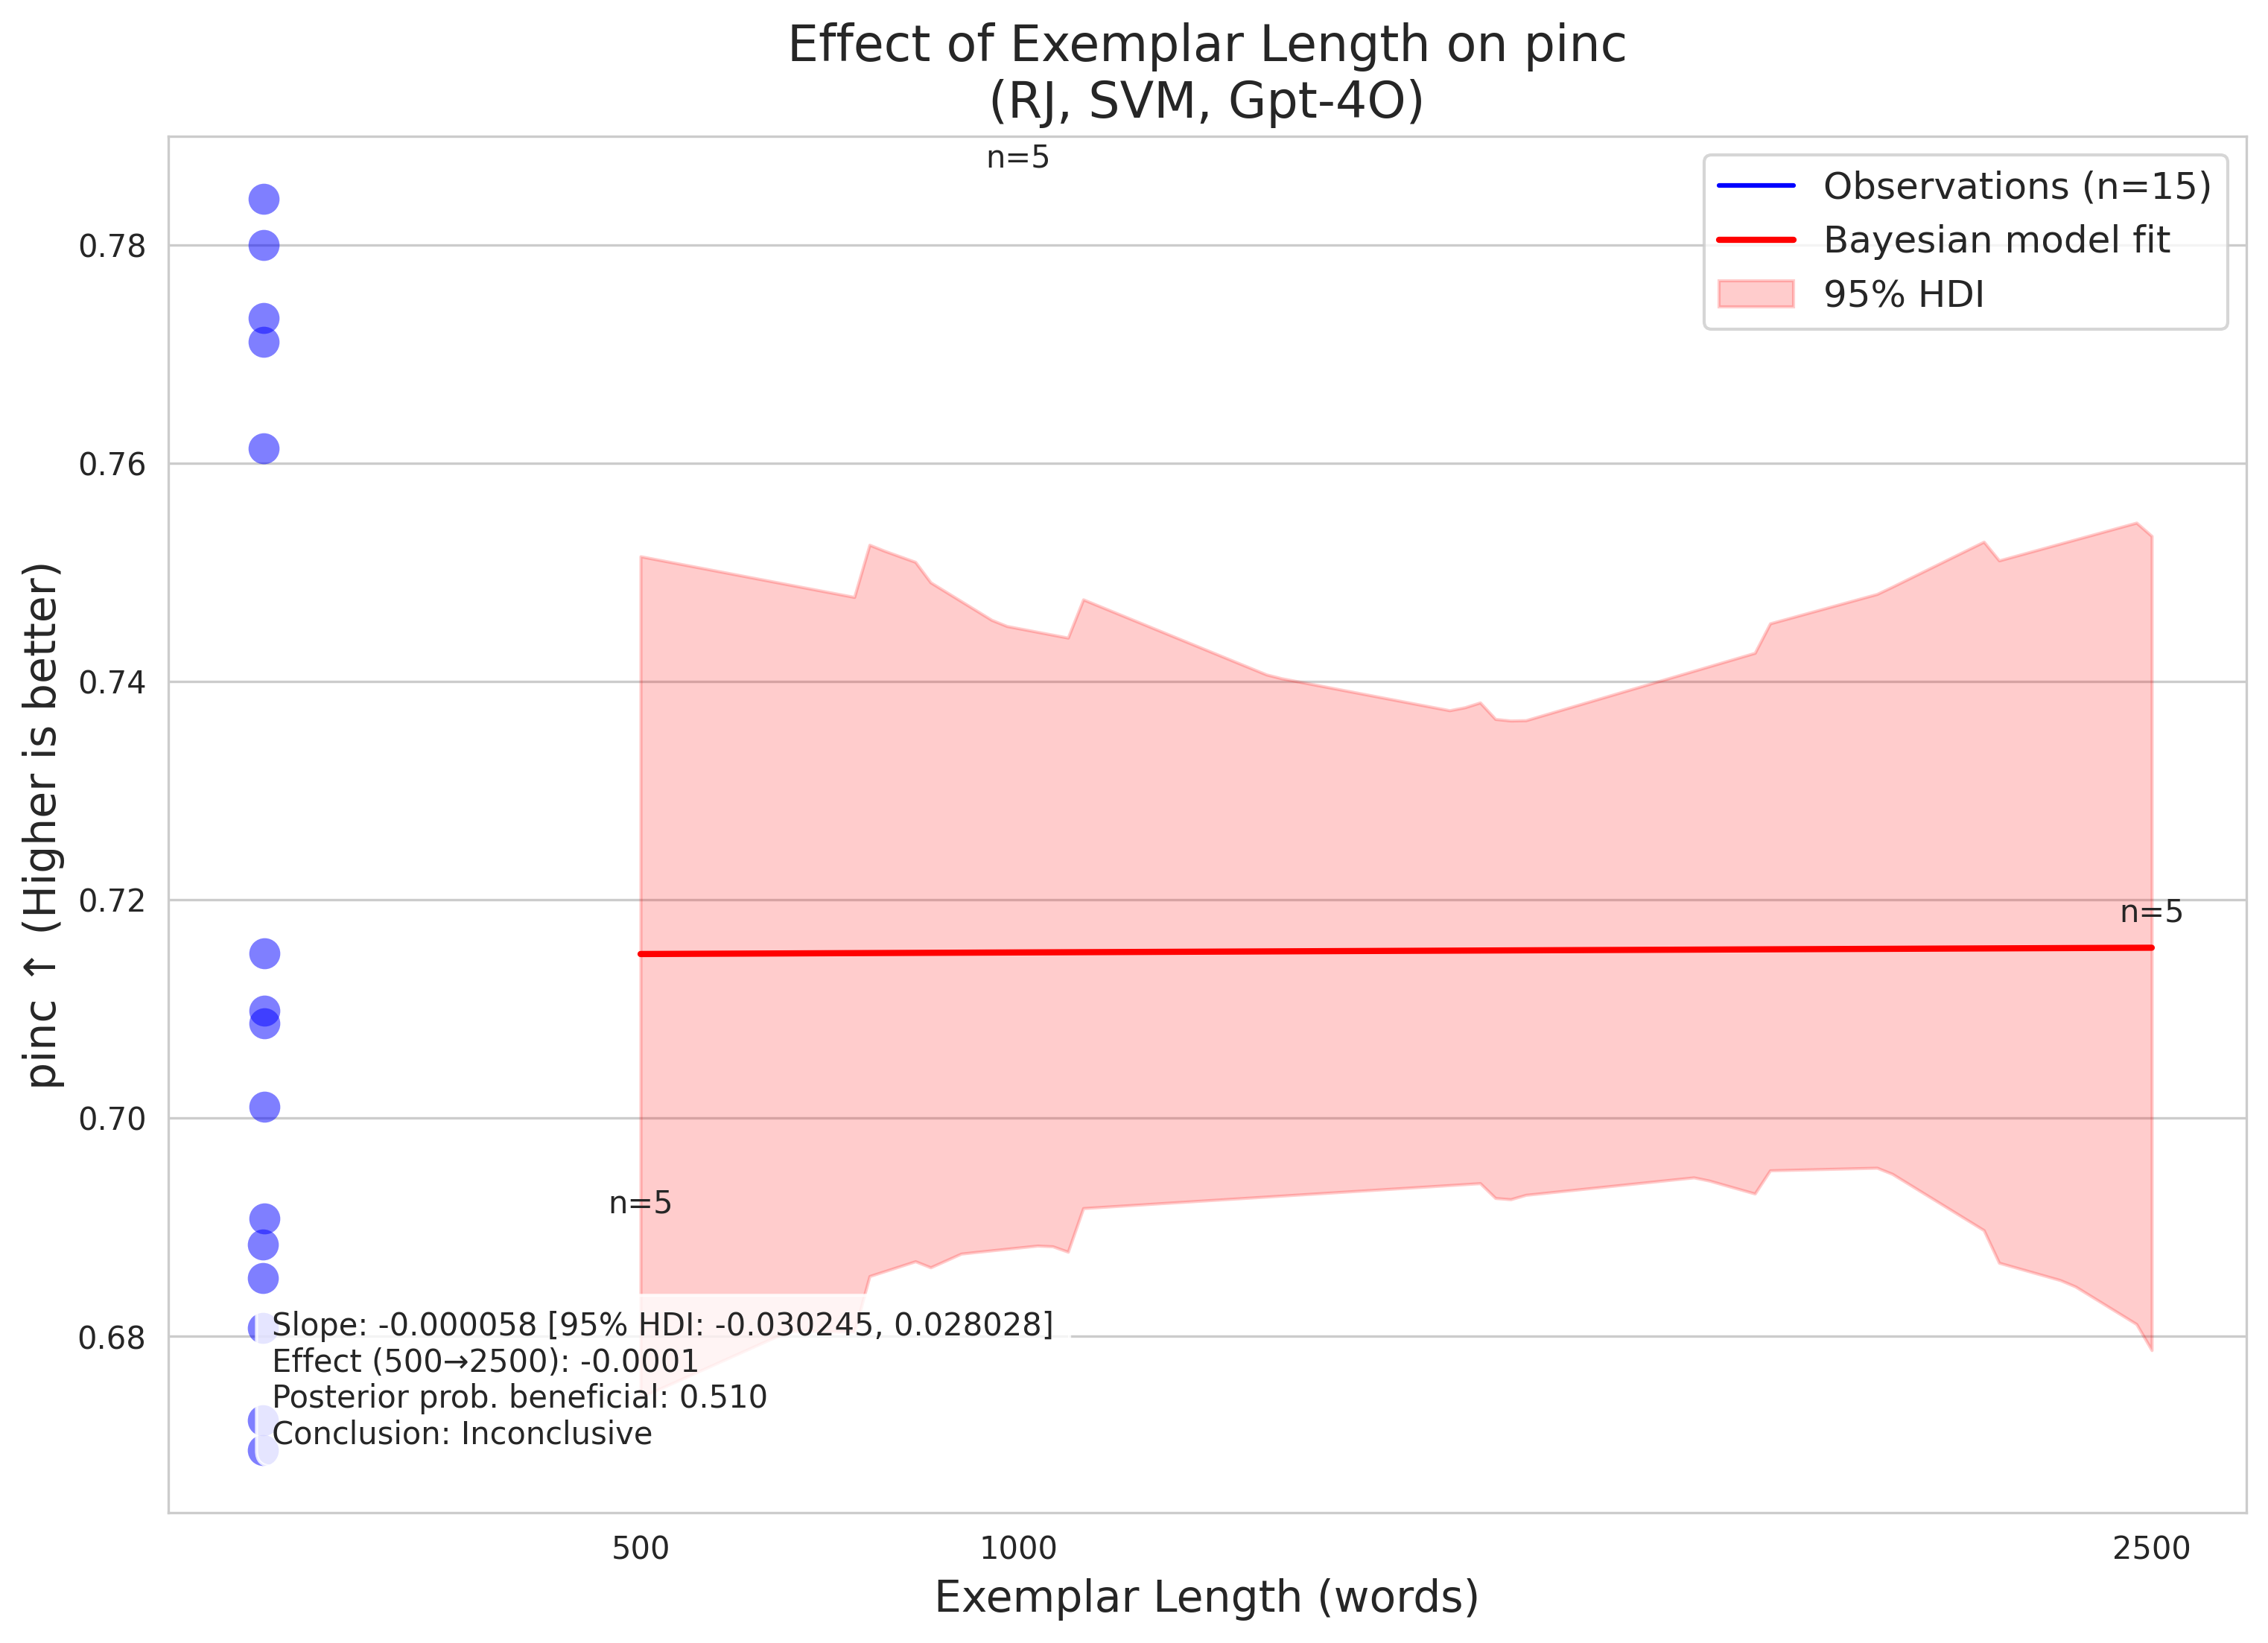 Effect of Exemplar Length on pinc
(RJ, SVM, Gpt-4O)
n=5
Observations (n=15)
Bayesian model fit
95% HDI
pinc ↑ (Higher is better)
0.78
0.76
0.74
0.72
0.70
0.68
n=5
n=5
Slope: -0.000058 [95% HDI: -0.030245, 0.028028]
Effect (500→2500): -0.0001
Posterior prob. beneficial: 0.510
Conclusion: Inconclusive
500
1000
2500
Exemplar Length (words)